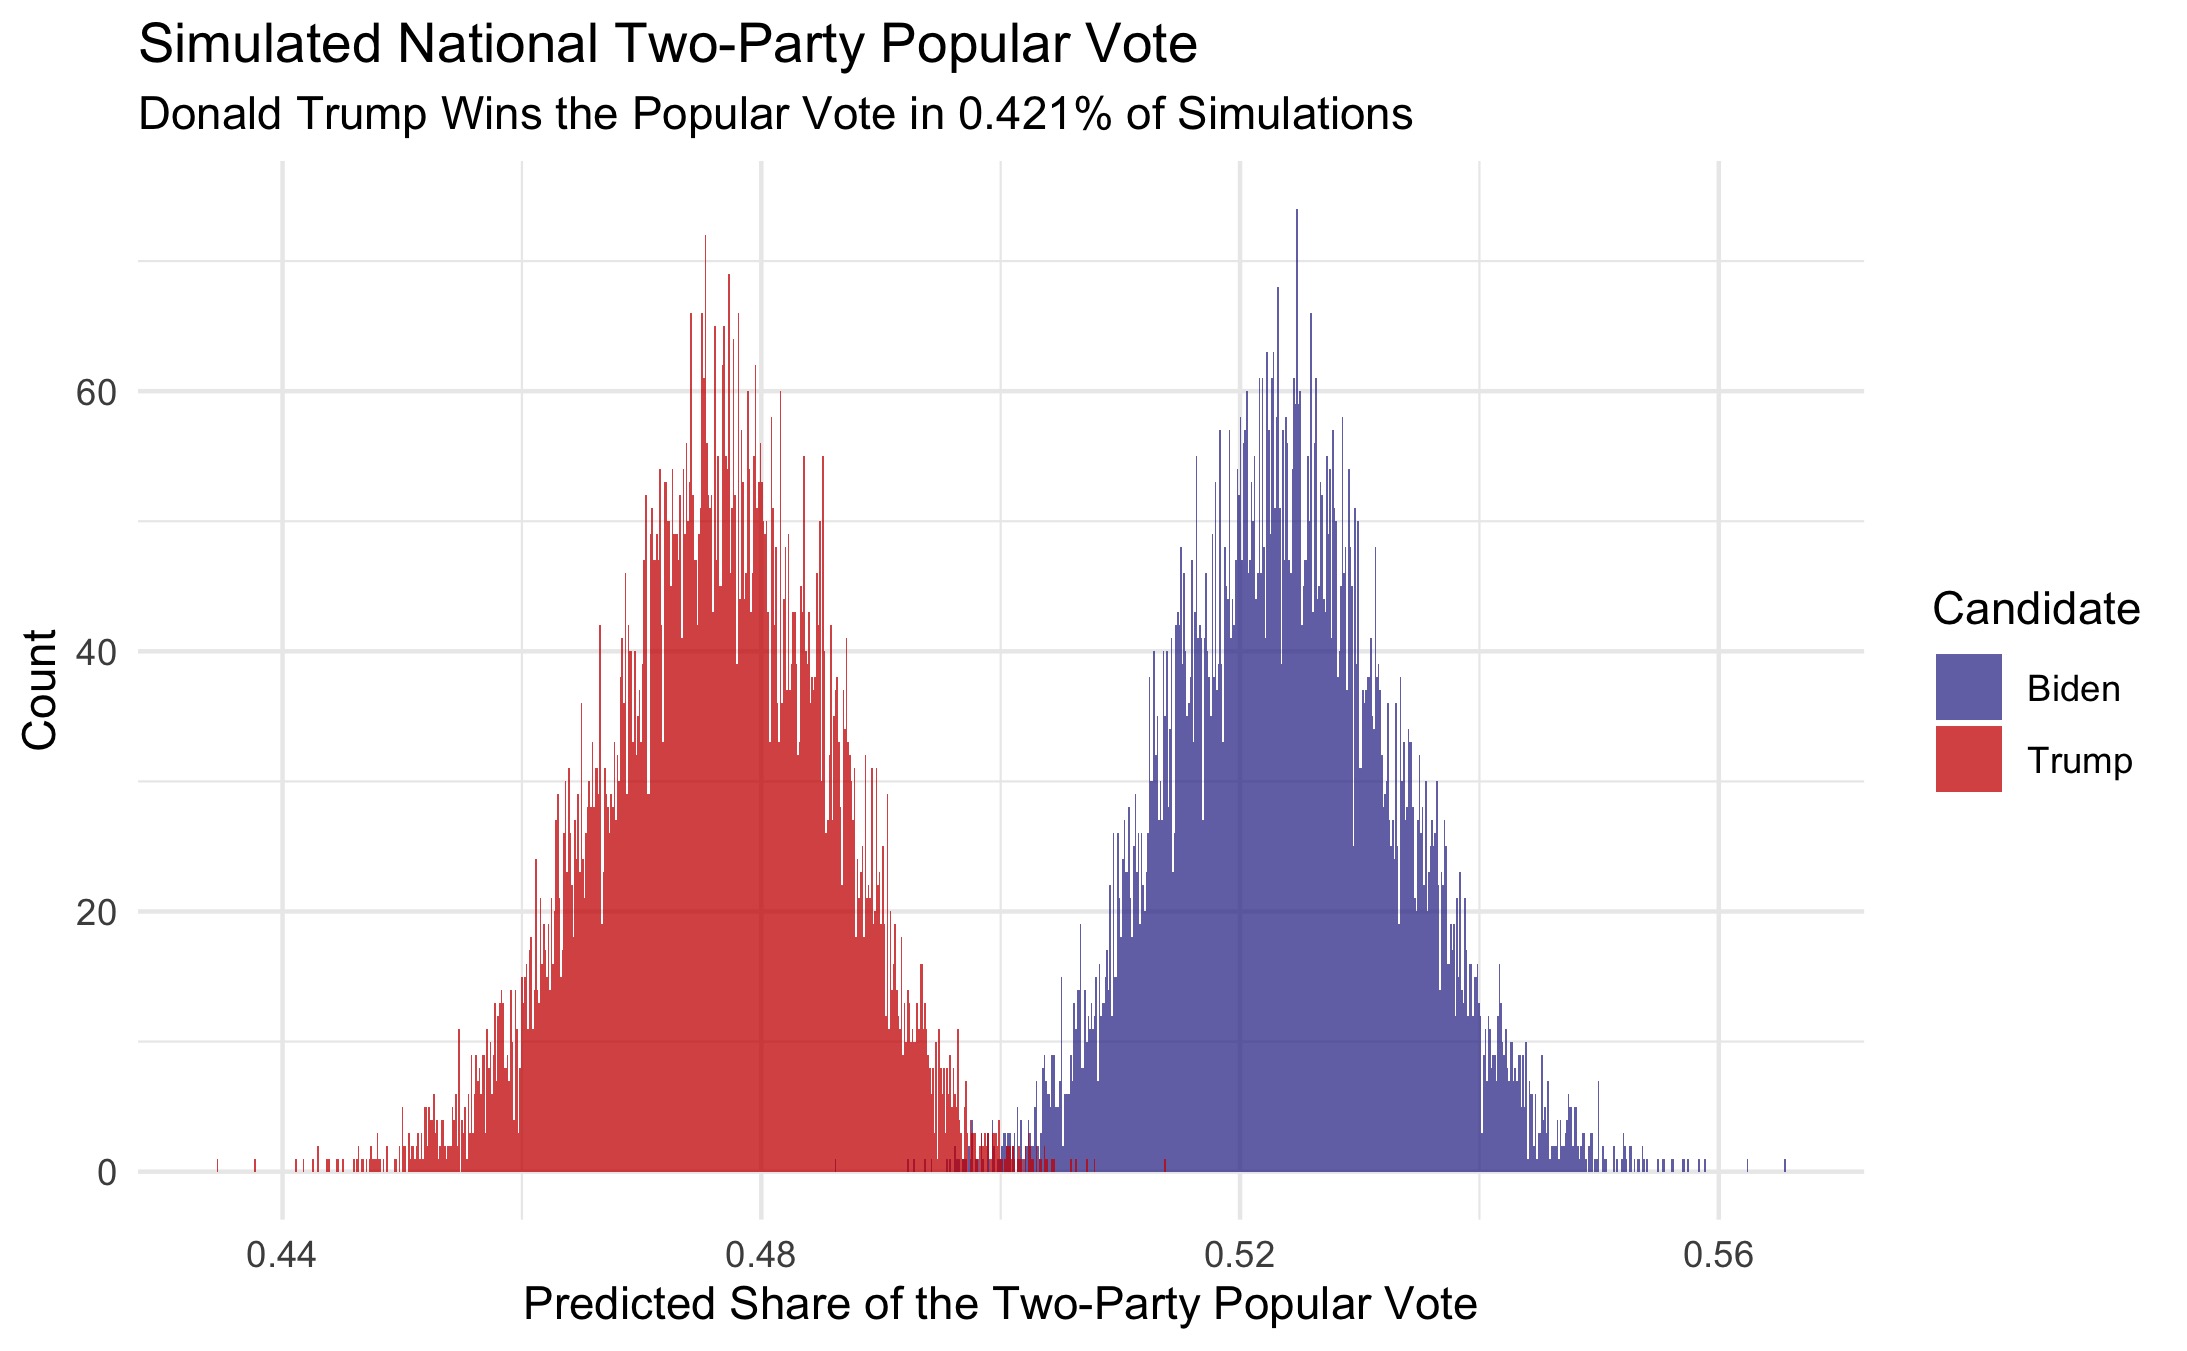 Simulated National Two-Party Popular Vote
Donald Trump Wins the Popular Vote in 0.421% of Simulations
60
40
20
0
Count
0.44 0.48 0.52 0.56
Predicted Share of the Two-Party Popular Vote
Candidate
Biden
Trump